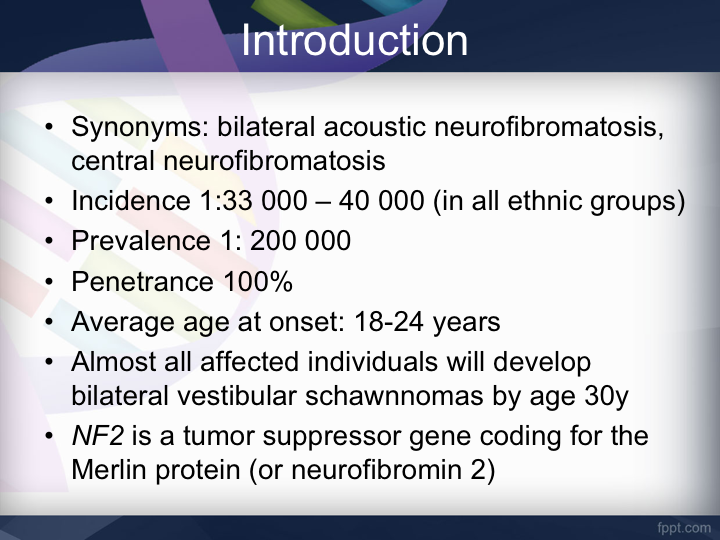 Introduction
• Synonyms: bilateral acoustic neurofibromatosis,
central neurofibromatosis
• Incidence 1:33 000 – 40 000 (in all ethnic groups)
• Prevalence 1: 200 000
• Penetrance 100%
• Average age at onset: 18-24 years
• Almost all affected individuals will develop
bilateral vestibular schawnnomas by age 30y
• NF2 is a tumor suppressor gene coding for the
Merlin protein (or neurofibromin 2)
fppt.com